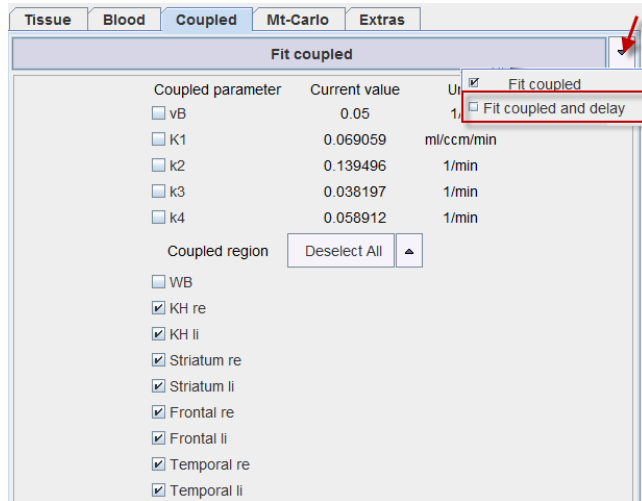 Tissue Blood Coupled Mt-Carlo Extras
Fit coupled
Fit coupled
Fit coupled and delay
Coupled parameter Current value
vB 0.05
K1 0.069059 ml/ccm/min
k2 0.139496 1/min
k3 0.038197 1/min
k4 0.058912 1/min
Coupled region Deselect All
WB
KH re
KH li
Striatum re
Striatum li
Frontal re
Frontal li
Temporal re
Temporal li